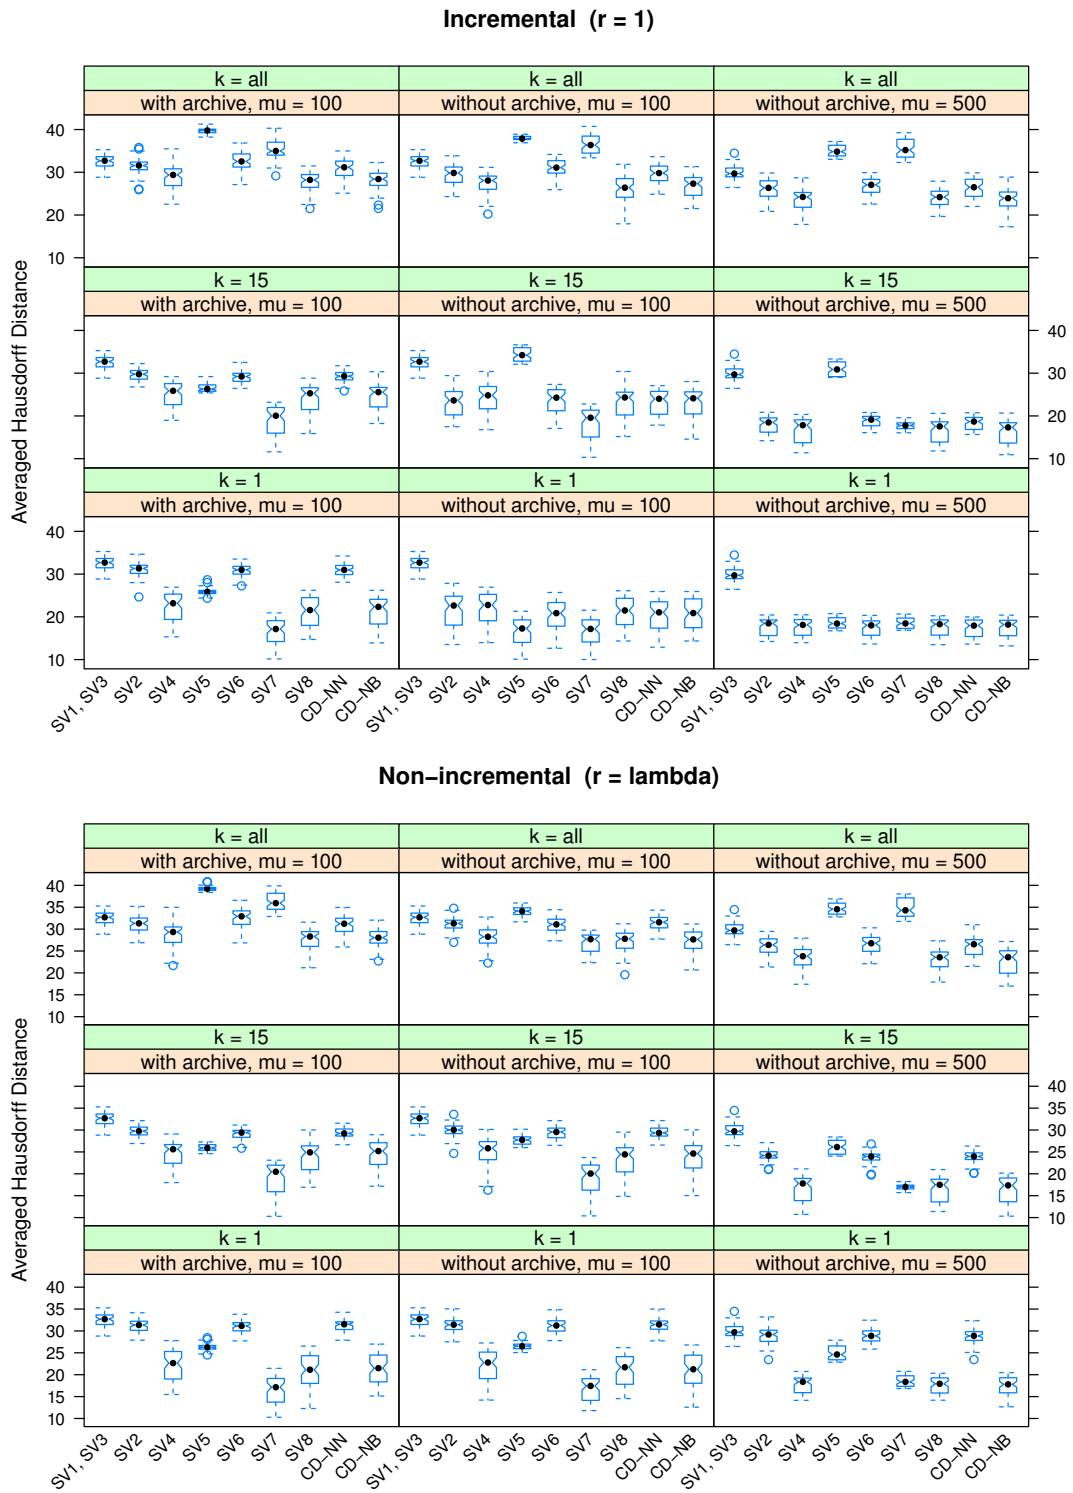 Incremental (r = 1)
k = all k = all k = all
with archive, mu = 100 without archive, mu = 100 without archive, mu = 500
40
30
20
10
k = 15 k = 15 k = 15
with archive, mu = 100 without archive, mu = 100 without archive, mu = 500
40
30
20
10
k = 1 k = 1 k = 1
with archive, mu = 100 without archive, mu = 100 without archive, mu = 500
40
30
20
10
Averaged Hausdorff Distance
SV1, SV3 SV2 SV4 SV5 SV6 SV7 SV8 CD−NN CD−NB SV1, SV3 SV2 SV4 SV5 SV6 SV7 SV8 CD−NN CD−NB SV1, SV3 SV2 SV4 SV5 SV6 SV7 SV8 CD−NN CD−NB
Non−incremental (r = lambda)
k = all k = all k = all
with archive, mu = 100 without archive, mu = 100 without archive, mu = 500
40
35
30
25
20
15
10
k = 15 k = 15 k = 15
with archive, mu = 100 without archive, mu = 100 without archive, mu = 500
40
35
30
25
20
15
10
k = 1 k = 1 k = 1
with archive, mu = 100 without archive, mu = 100 without archive, mu = 500
40
35
30
25
20
15
10
Averaged Hausdorff Distance
SV1, SV3 SV2 SV4 SV5 SV6 SV7 SV8 CD−NN CD−NB SV1, SV3 SV2 SV4 SV5 SV6 SV7 SV8 CD−NN CD−NB SV1, SV3 SV2 SV4 SV5 SV6 SV7 SV8 CD−NN CD−NB